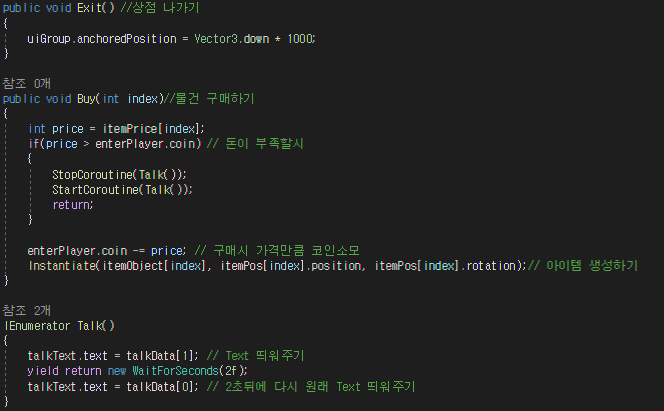 public void Exit() //상점 나가기
{
uiGroup.anchoredPosition = Vector3.down * 1000;
}
참조 0개
public void Buy(int index)//물건 구매하기
{
int price = itemPrice[index];
if(price > enterPlayer.coin) // 돈이 부족할시
{
StopCoroutine(Talk());
StartCoroutine(Talk());
return;
}
enterPlayer.coin -= price; // 구매시 가격만큼 코인소모
Instantiate(itemObject[index], itemPos[index].position, itemPos[index].rotation);// 아이템 생성하기
}
참조 2개
IEnumerator Talk()
{
talkText.text = talkData[1]; // Text 띄워주기
yield return new WaitForSeconds(2f);
talkText.text = talkData[0]; // 2초뒤에 다시 원래 Text 띄워주기
}